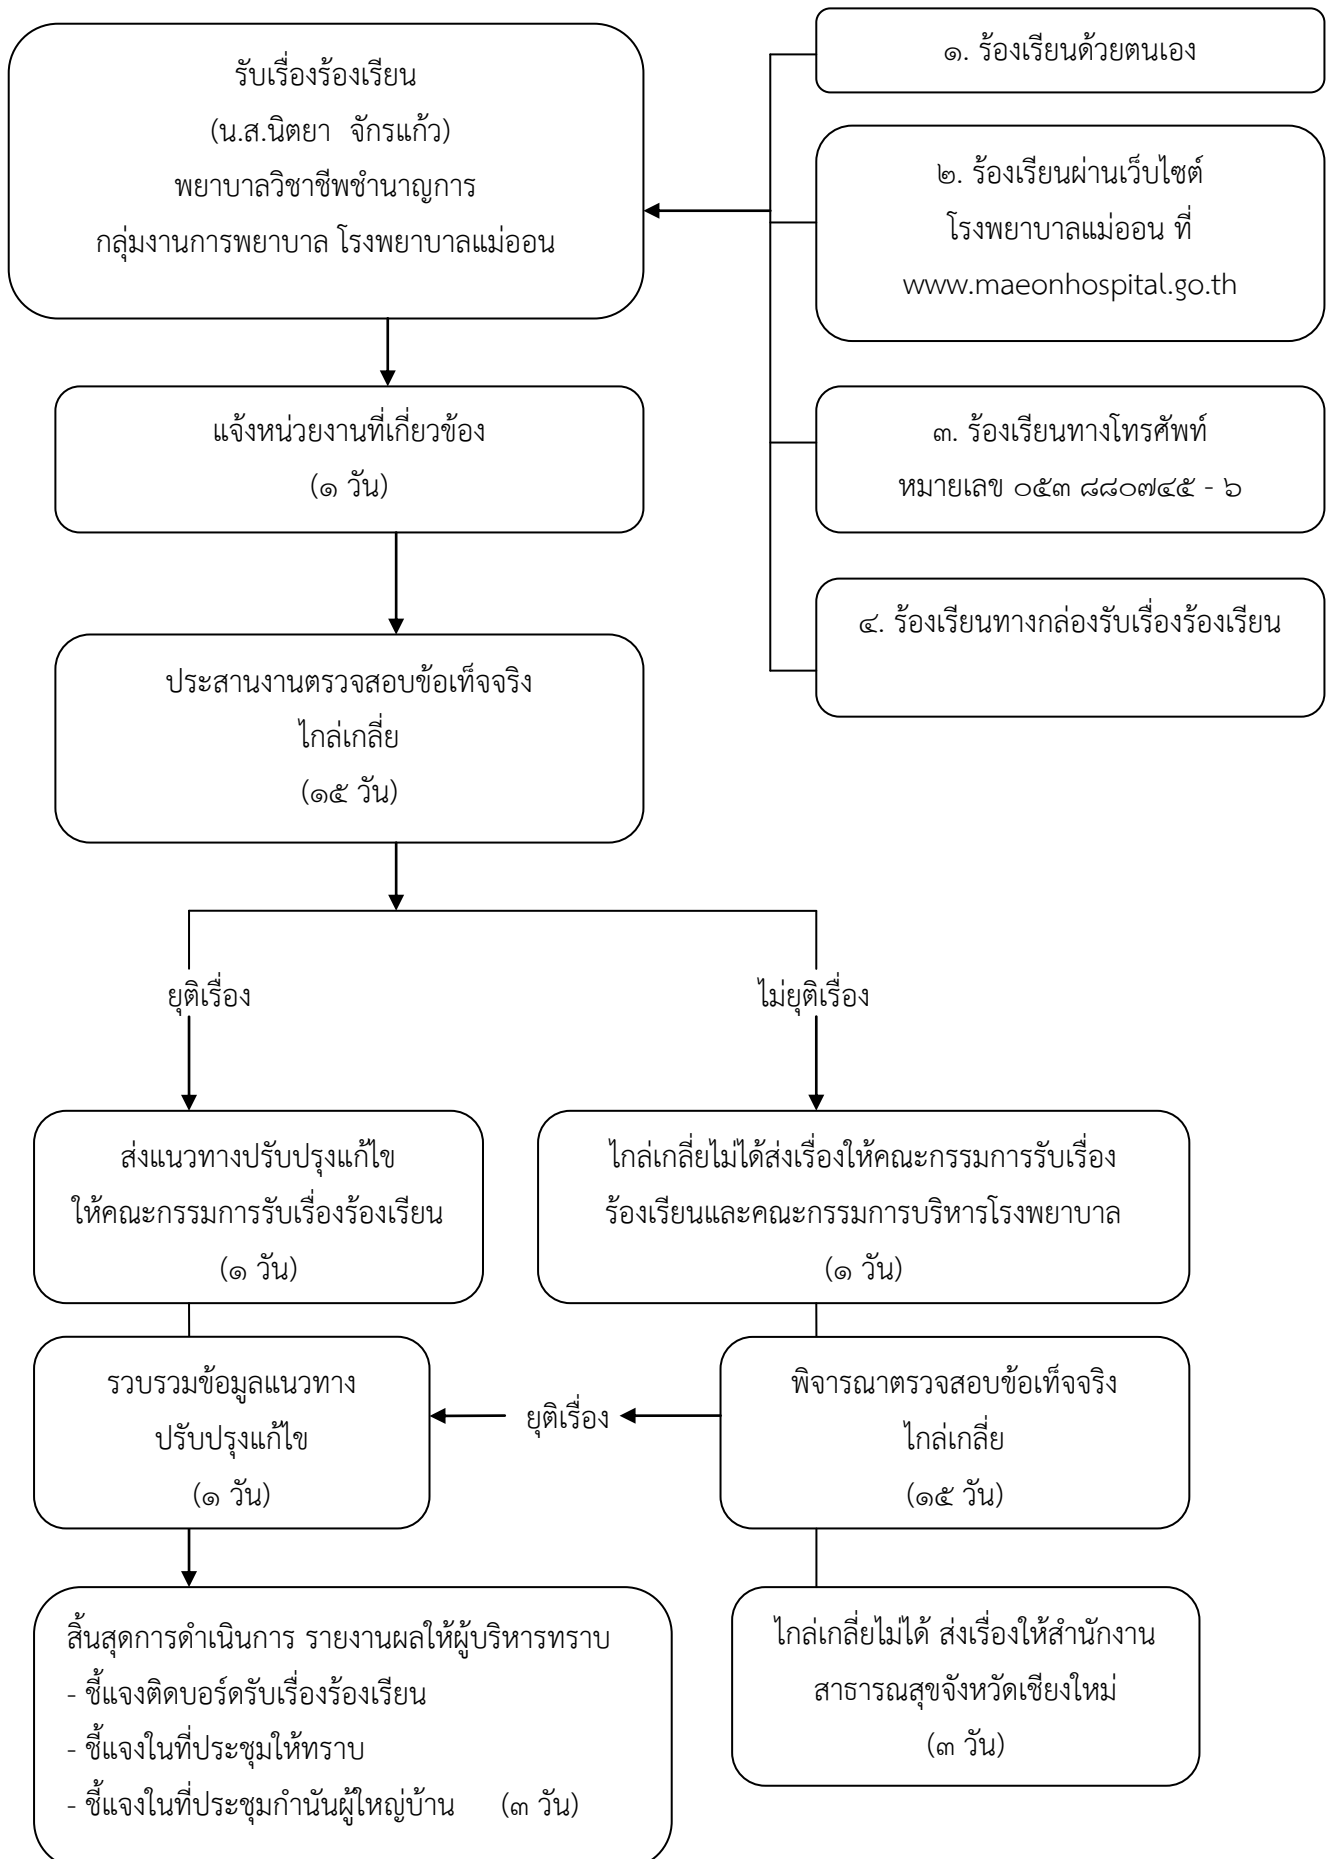 รับเรื่องร้องเรียน
(น.ส.นิตยา จักรแก้ว)
พยาบาลวิชาชีพชำนาญการ
กลุ่มงานการพยาบาล โรงพยาบาลแม่ออน
๑. ร้องเรียนด้วยตนเอง
๒. ร้องเรียนผ่านเว็บไซต์
โรงพยาบาลแม่ออน ที่
www.maeonhospital.go.th
๓. ร้องเรียนทางโทรศัพท์
หมายเลข ๐๕๓ ๘๘๐๗๔๕ - ๖
๔. ร้องเรียนทางกล่องรับเรื่องร้องเรียน
แจ้งหน่วยงานที่เกี่ยวข้อง
(๑ วัน)
ประสานงานตรวจสอบข้อเท็จจริง
ไกล่เกลี่ย
(๑๕ วัน)
ยุติเรื่อง
ไม่ยุติเรื่อง
ส่งแนวทางปรับปรุงแก้ไข
ให้คณะกรรมการรับเรื่องร้องเรียน
(๑ วัน)
ไกล่เกลี่ยไม่ได้ส่งเรื่องให้คณะกรรมการรับเรื่อง
ร้องเรียนและคณะกรรมการบริหารโรงพยาบาล
(๑ วัน)
รวบรวมข้อมูลแนวทาง
ปรับปรุงแก้ไข
(๑ วัน)
ยุติเรื่อง
พิจารณาตรวจสอบข้อเท็จจริง
ไกล่เกลี่ย
(๑๕ วัน)
สิ้นสุดการดำเนินการ รายงานผลให้ผู้บริหารทราบ
- ชี้แจงติดบอร์ดรับเรื่องร้องเรียน
- ชี้แจงในที่ประชุมให้ทราบ
- ชี้แจงในที่ประชุมกำนันผู้ใหญ่บ้าน (๓ วัน)
ไกล่เกลี่ยไม่ได้ ส่งเรื่องให้สำนักงาน
สาธารณสุขจังหวัดเชียงใหม่
(๓ วัน)